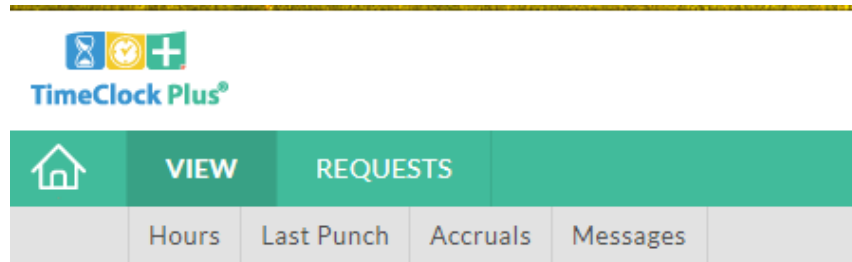 TimeClock Plus®
VIEW REQUESTS
Hours Last Punch Accruals Messages